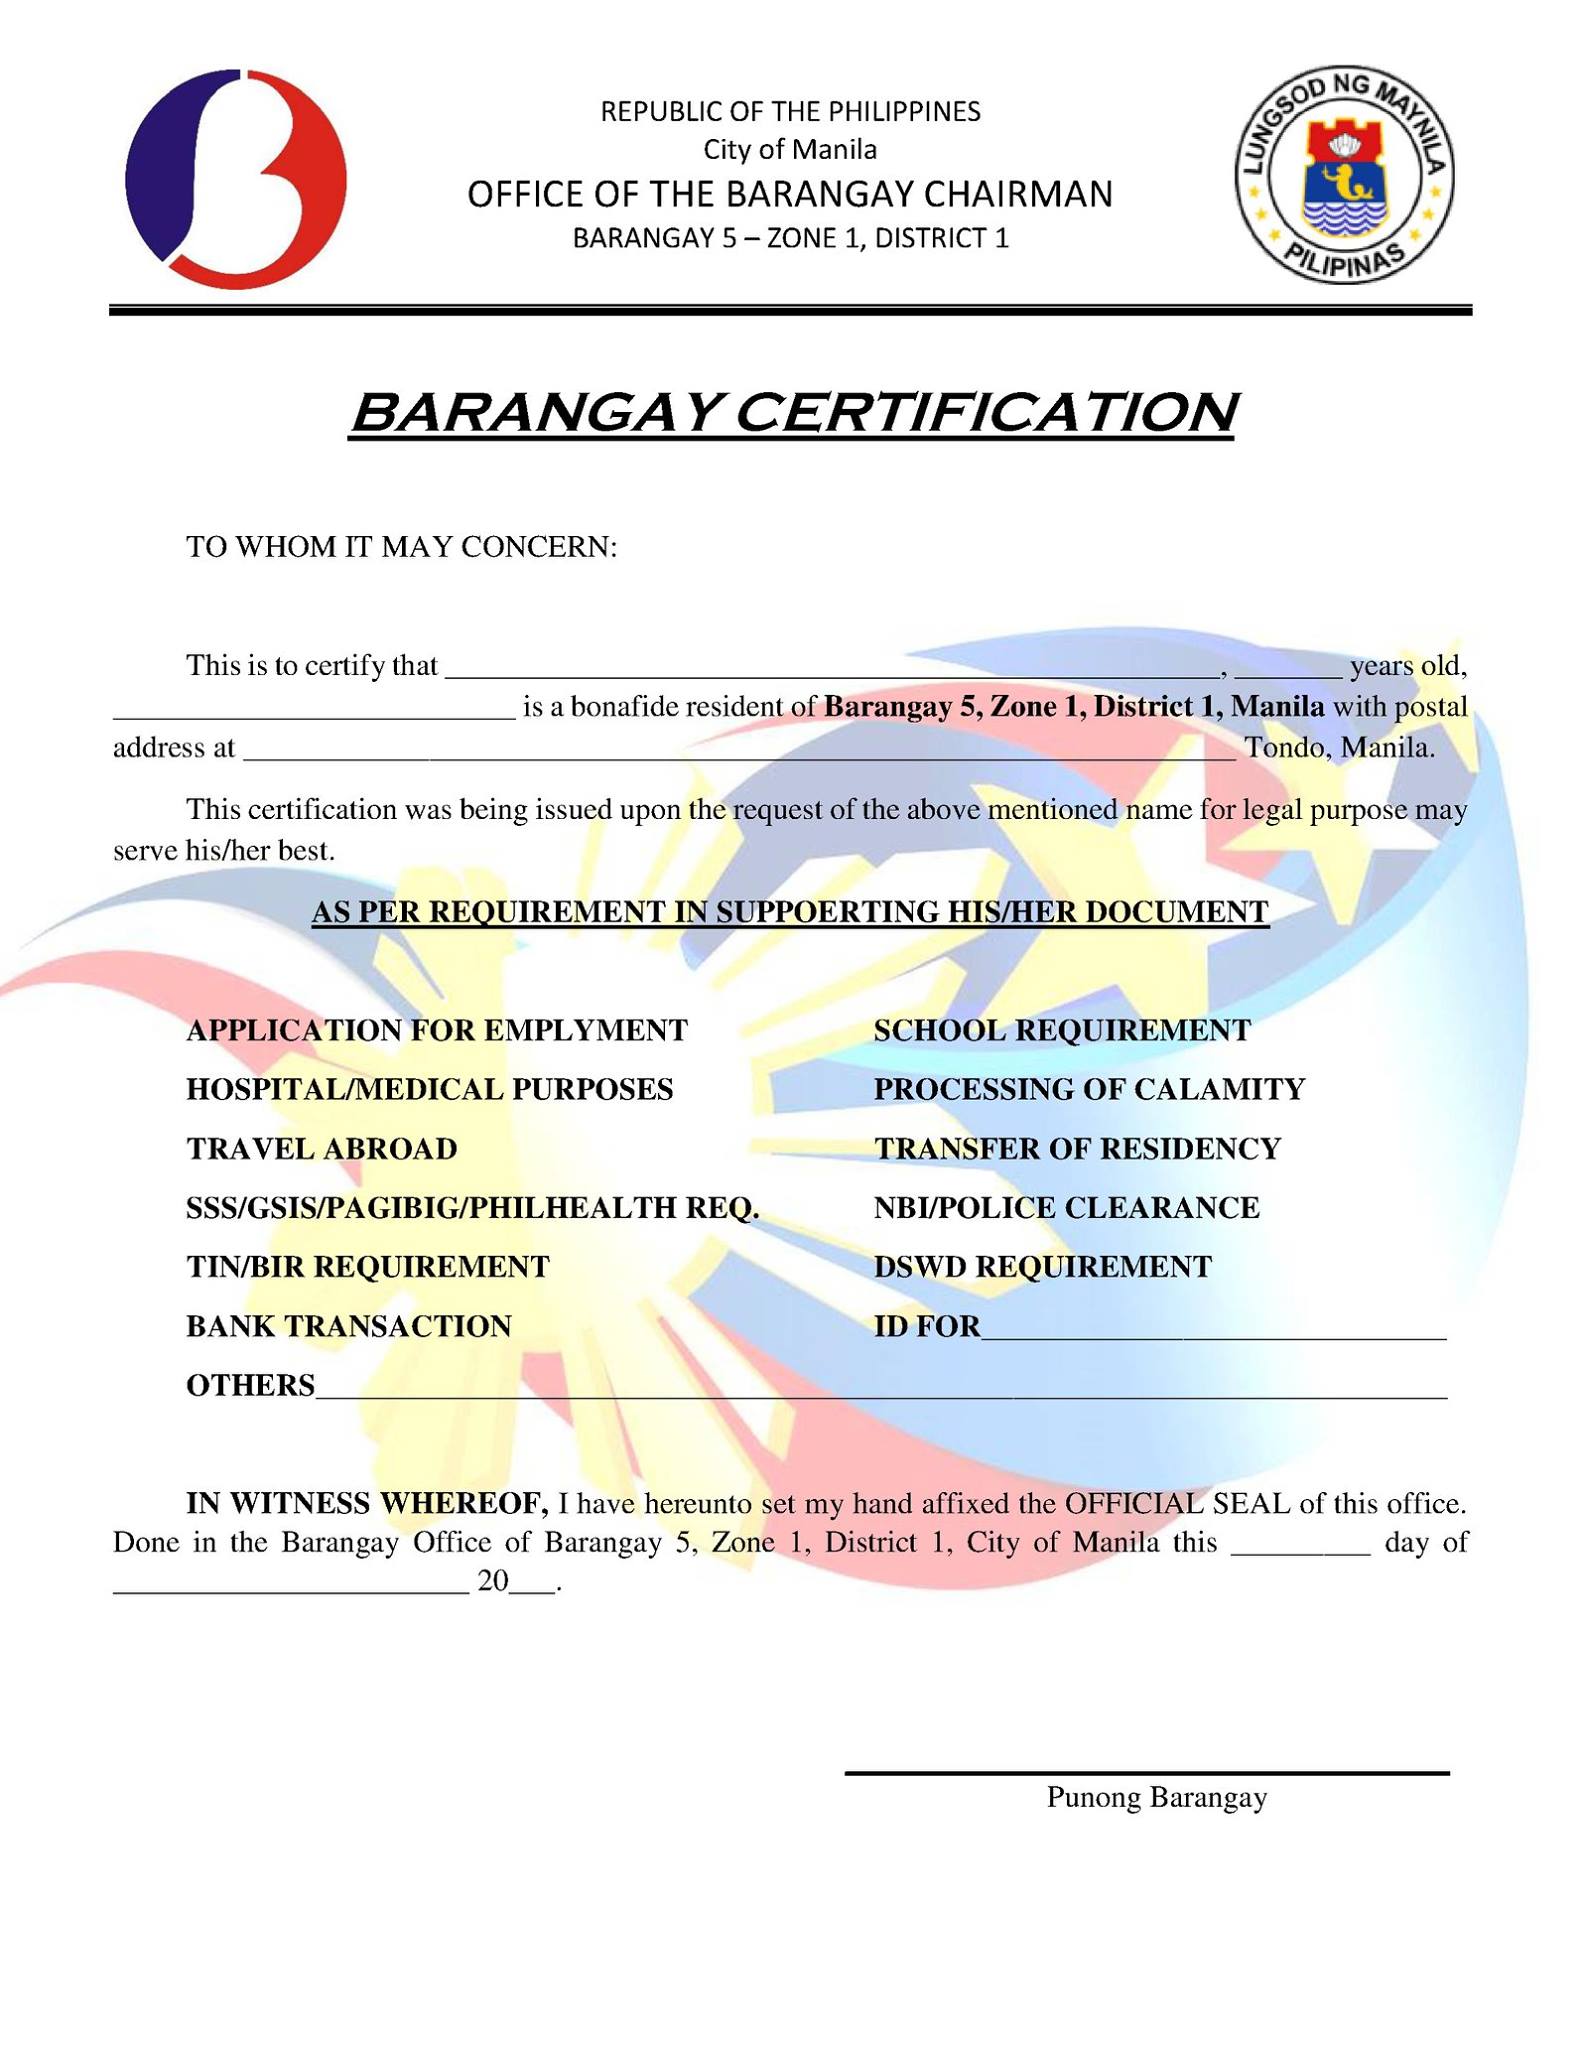 REPUBLIC OF THE PHILIPPINES
City of Manila
OFFICE OF THE BARANGAY CHAIRMAN
BARANGAY 5 – ZONE 1, DISTRICT 1
LUNGSOD NG MAYNILA
PILIPINAS
BARANGAY CERTIFICATION
TO WHOM IT MAY CONCERN:
This is to certify that ____________________, _______ years old,
____________________ is a bonafide resident of Barangay 5, Zone 1, District 1, Manila with postal
address at ____________________ Tondo, Manila.
This certification was being issued upon the request of the above mentioned name for legal purpose may
serve his/her best.
AS PER REQUIREMENT IN SUPPOERTING HIS/HER DOCUMENT
APPLICATION FOR EMPLYMENT SCHOOL REQUIREMENT
HOSPITAL/MEDICAL PURPOSES PROCESSING OF CALAMITY
TRAVEL ABROAD TRANSFER OF RESIDENCY
SSS/GSIS/PAGIBIG/PHILHEALTH REQ. NBI/POLICE CLEARANCE
TIN/BIR REQUIREMENT DSWD REQUIREMENT
BANK TRANSACTION ID FOR____________________
OTHERS____________________
IN WITNESS WHEREOF, I have hereunto set my hand affixed the OFFICIAL SEAL of this office.
Done in the Barangay Office of Barangay 5, Zone 1, District 1, City of Manila this _________ day of
____________________ 20___.
Punong Barangay